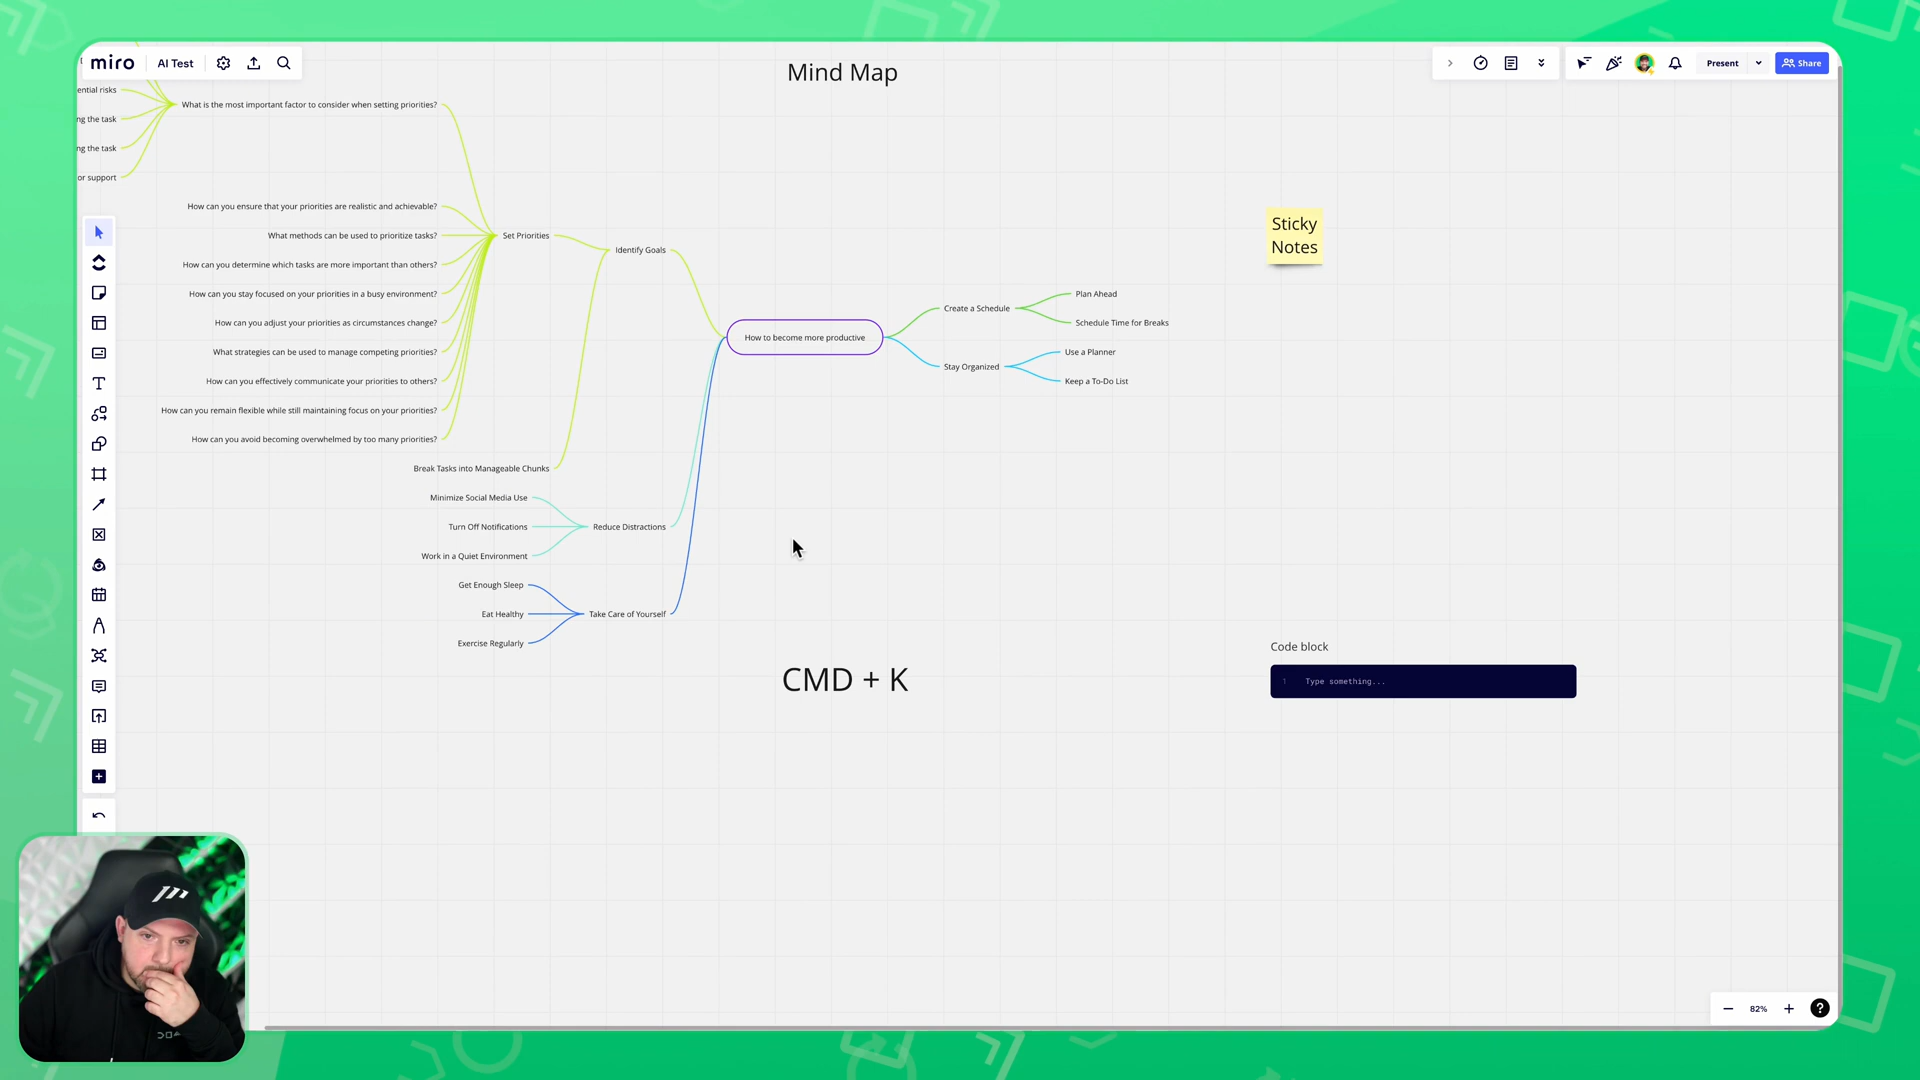 miro
AI Test
Present
Share
Mind Map
ential risks
What is the most important factor to consider when setting priorities?
ng the task
ng the task
or support
How can you ensure that your priorities are realistic and achievable?
What methods can be used to prioritize tasks?
How can you determine which tasks are more important than others?
How can you stay focused on your priorities in a busy environment?
How can you adjust your priorities as circumstances change?
What strategies can be used to manage competing priorities?
How can you effectively communicate your priorities to others?
How can you remain flexible while still maintaining focus on your priorities?
How can you avoid becoming overwhelmed by too many priorities?
Set Priorities
Identify Goals
Break Tasks into Manageable Chunks
Minimize Social Media Use
Turn Off Notifications
Work in a Quiet Environment
Reduce Distractions
Get Enough Sleep
Eat Healthy
Exercise Regularly
Take Care of Yourself
How to become more productive
Create a Schedule
Plan Ahead
Schedule Time for Breaks
Stay Organized
Use a Planner
Keep a To-Do List
Sticky
Notes
CMD + K
Code block
1 Type something...
82%